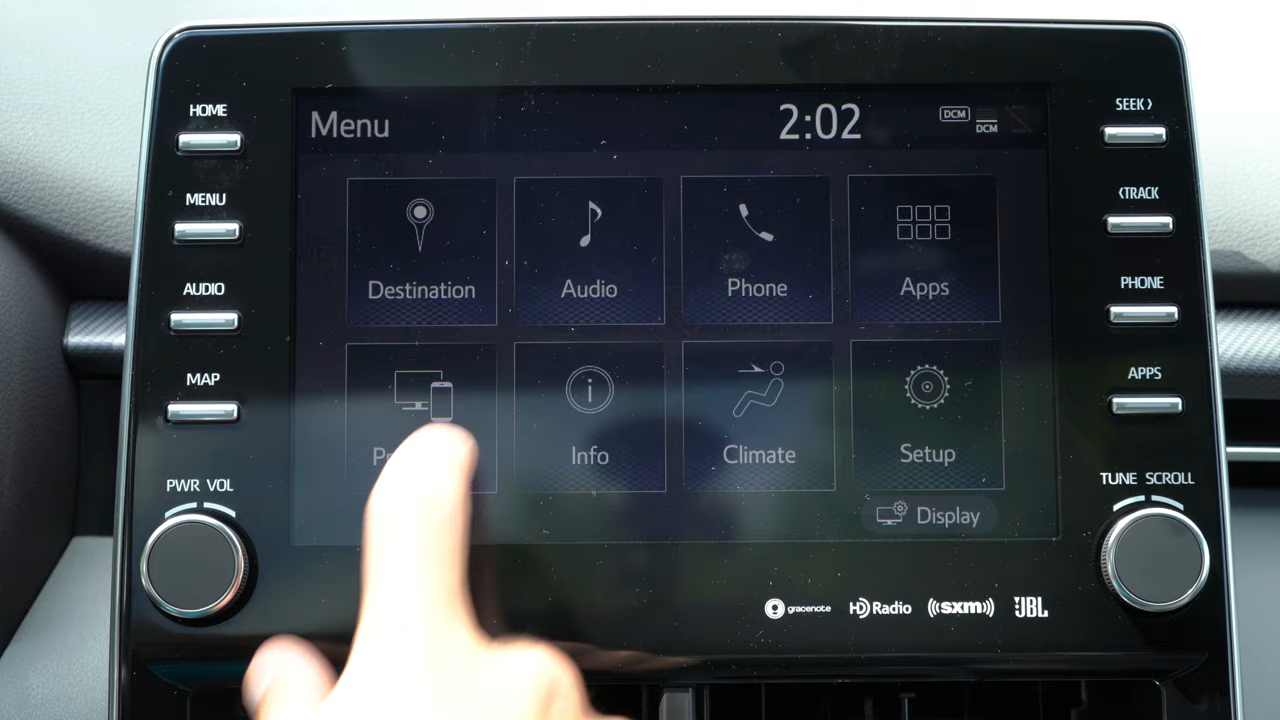 HOME
MENU
AUDIO
MAP
PWR VOL
Menu
2:02
DCM
DCM
Destination
Audio
Phone
Apps
Info
Climate
Setup
Display
SEEK >
< TRACK
PHONE
APPS
TUNE SCROLL
gracenote
HD Radio
((sxm))
JBL